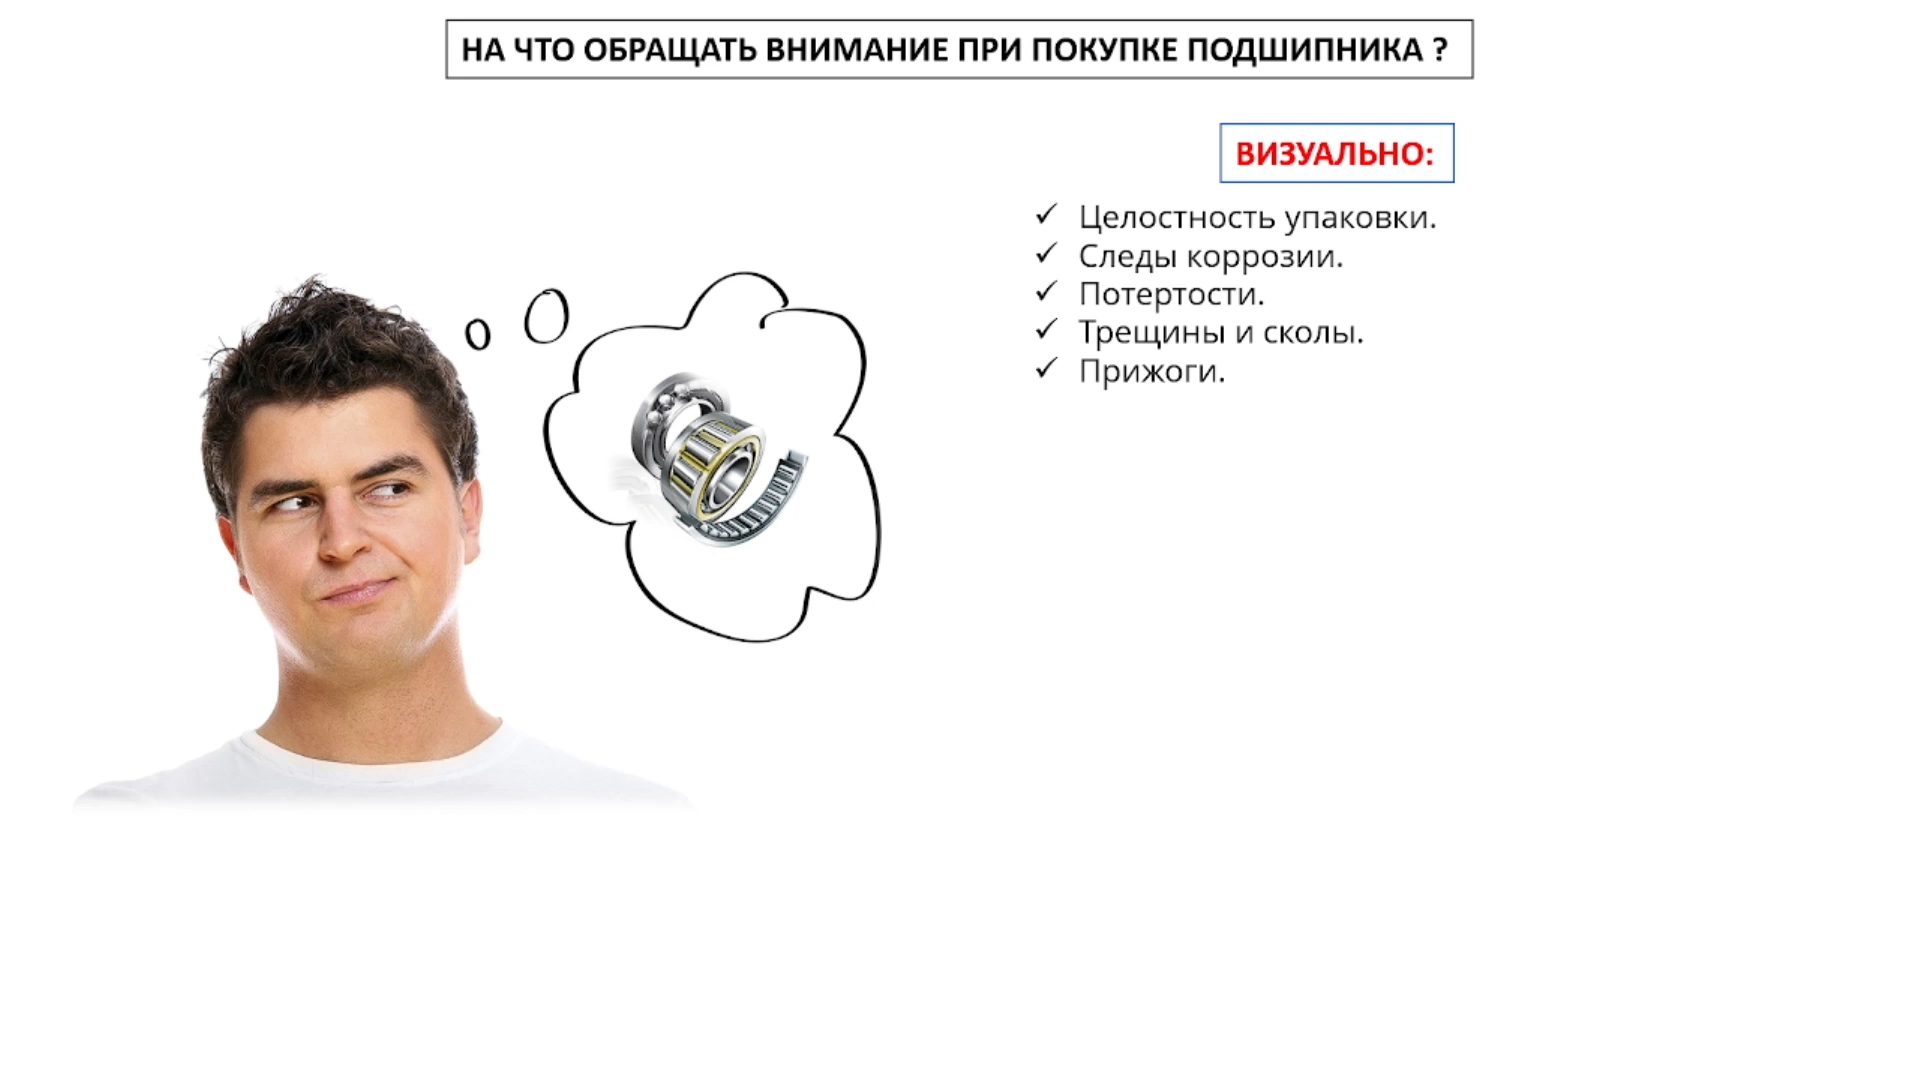 НА ЧТО ОБРАЩАТЬ ВНИМАНИЕ ПРИ ПОКУПКЕ ПОДШИПНИКА ?
ВИЗУАЛЬНО:
✓ Целостность упаковки.
✓ Следы коррозии.
✓ Потертости.
✓ Трещины и сколы.
✓ Прижоги.